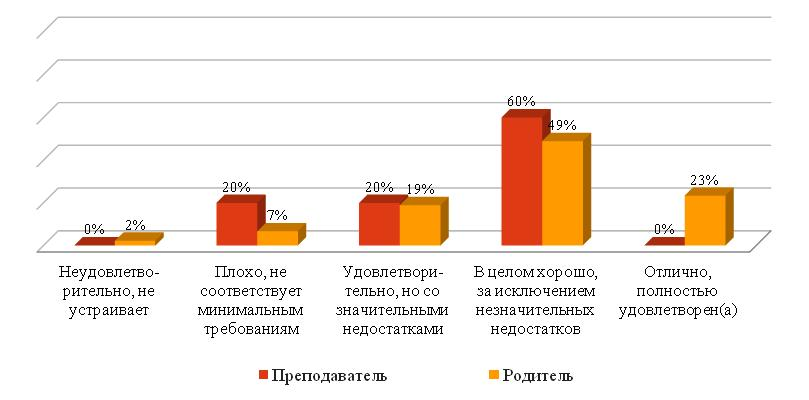 0% 2% 20% 7% 20% 19% 60% 49% 0% 23%
Неудовлетво-
рительно, не
устраивает
Плохо, не
соответствует
минимальным
требованиям
Удовлетвори-
тельно, но со
значительными
недостатками
В целом хорошо,
за исключением
незначительных
недостатков
Отлично,
полностью
удовлетворен(а)
Преподаватель Родитель